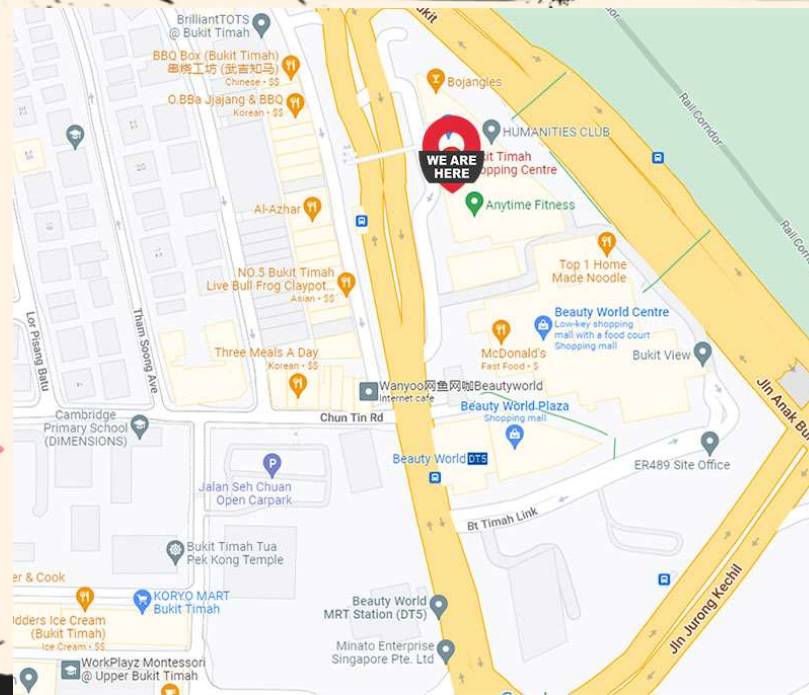 BrilliantTOTS
@ Bukit Timah
BBQ Box (Bukit Timah)
串烧工坊 (武吉知马)
Chinese • $$
O.BBa Jjajang & BBQ
Korean • $$
Bojangles
HUMANITIES CLUB
WE ARE
HERE
kit Timah
opping Centre
Rail Corridor
Rail Corri
Al-Azhar
Anytime Fitness
NO.5 Bukit Timah
Live Bull Frog Claypot...
Asian • $$
Top 1 Home
Made Noodle
Beauty World Centre
Low-key shopping
mall with a food court
Shopping mall
Lor Pisang Batu
Tham Soong Ave
Three Meals A Day
Korean • $$
McDonald's
Fast Food • $
Bukit View
Wanyoo网鱼网咖Beautyworld
Internet cafe
Jln Anak Bu
Cambridge
Primary School
(DIMENSIONS)
Chun Tin Rd
Beauty World Plaza
Shopping mall
Beauty World DT5
ER489 Site Office
Jalan Seh Chuan
Open Carpark
Bt Timah Link
Bukit Timah Tua
Pek Kong Temple
er & Cook
KORYO MART
Bukit Timah
Beauty World
MRT Station (DT5)
Jln Jurong Kechil
dders Ice Cream
(Bukit Timah)
Ice Cream • $$
Minato Enterprise
Singapore Pte. Ltd
WorkPlayz Montessori
@ Upper Bukit Timah